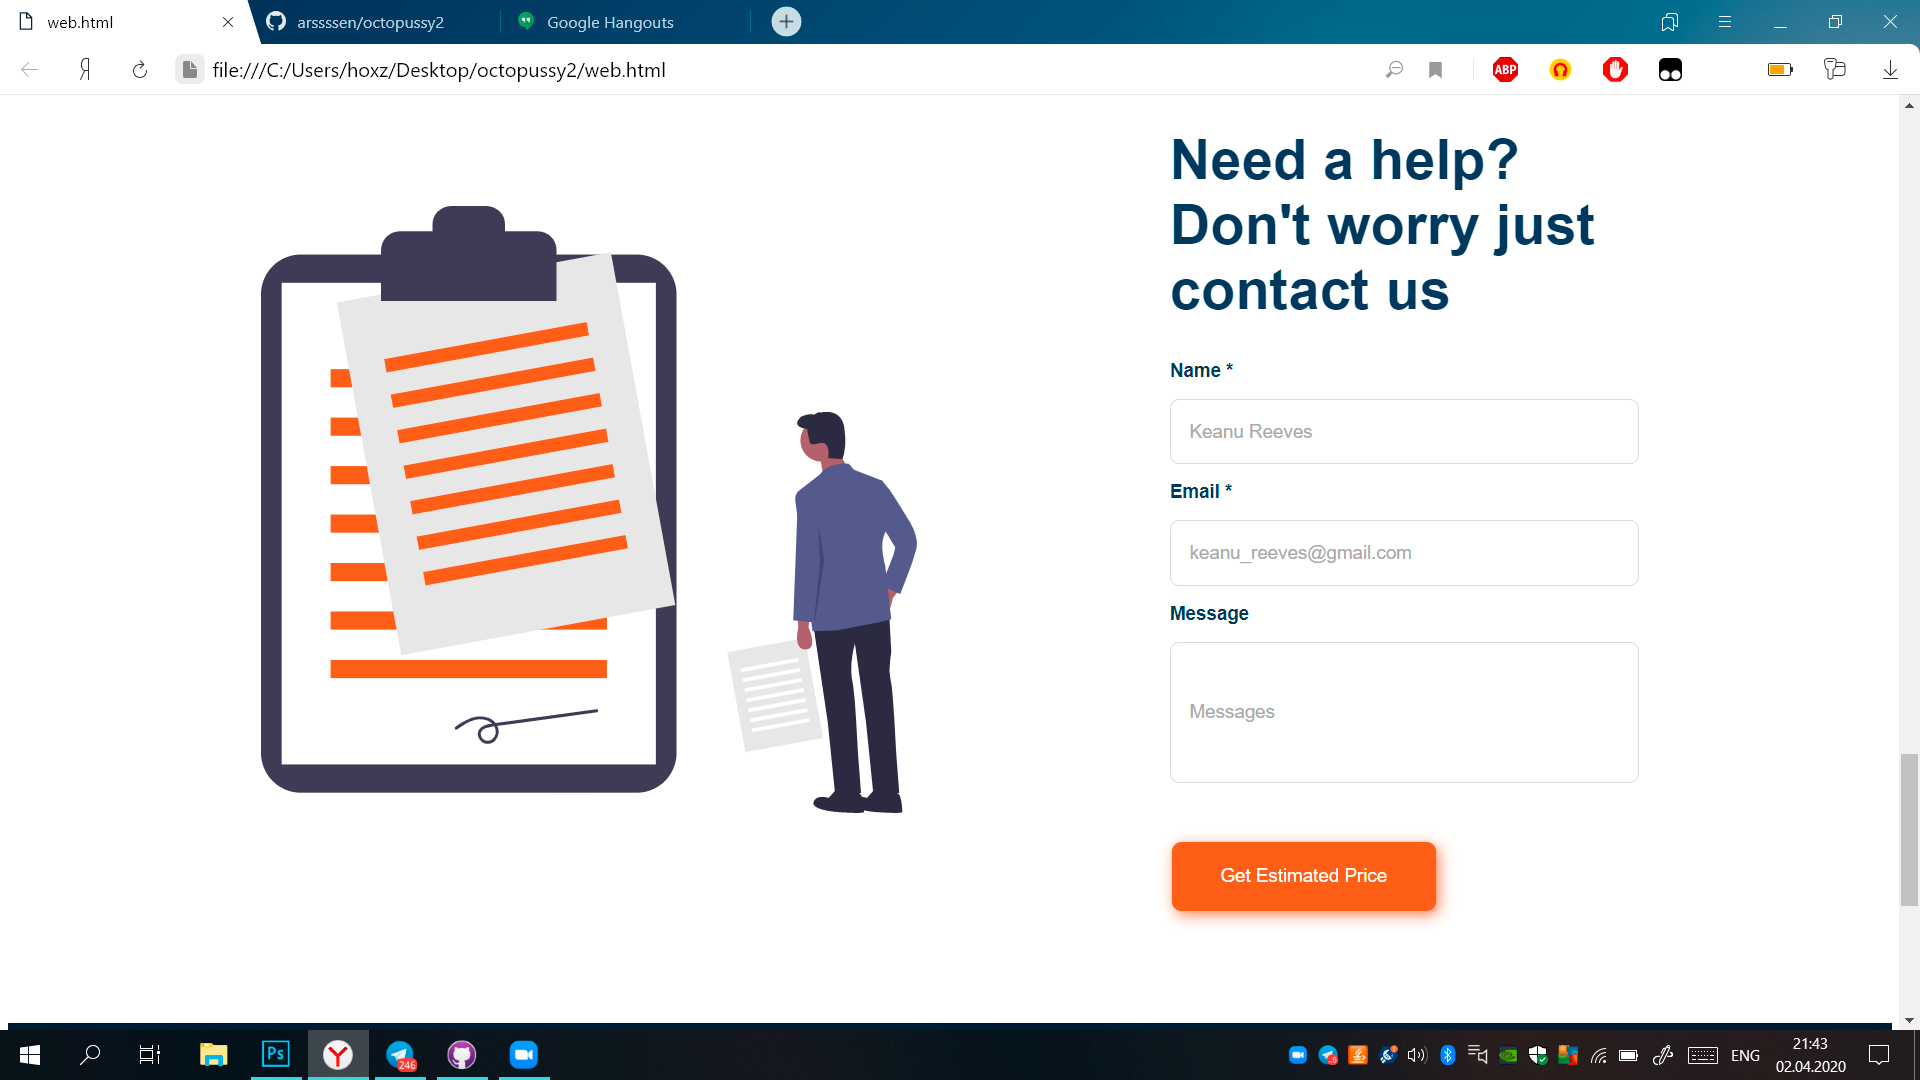 web.html
arssssen/octopussy2
Google Hangouts
file:///C:/Users/hoxz/Desktop/octopussy2/web.html
ABP
Need a help?
Don't worry just
contact us
Name *
Keanu Reeves
Email *
keanu_reeves@gmail.com
Message
Messages
Get Estimated Price
Ps
246
ENG
21:43
02.04.2020